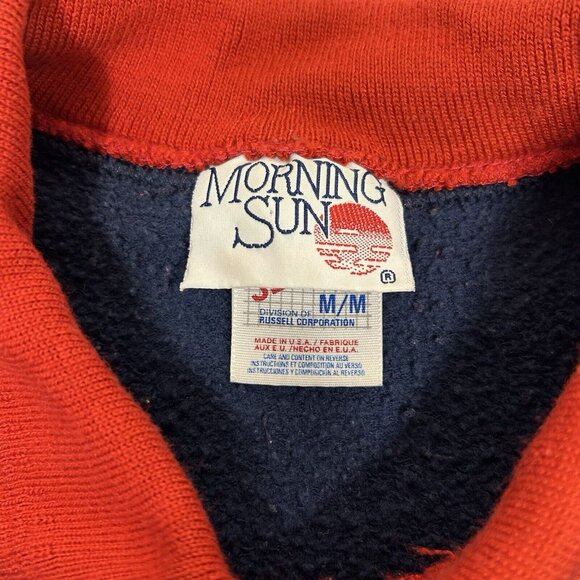 MORNING
SUN
®
M/M
DIVISION OF
RUSSELL CORPORATION
MADE IN U.S.A. / FABRIQUE
AUX E.U. / HECHO EN E.U.A.
CARE AND CONTENT ON REVERSE
INSTRUCTIONS ET COMPOSITION AU VERSO
INSTRUCCIONES Y COMPOSICIÓN AL REVERSO